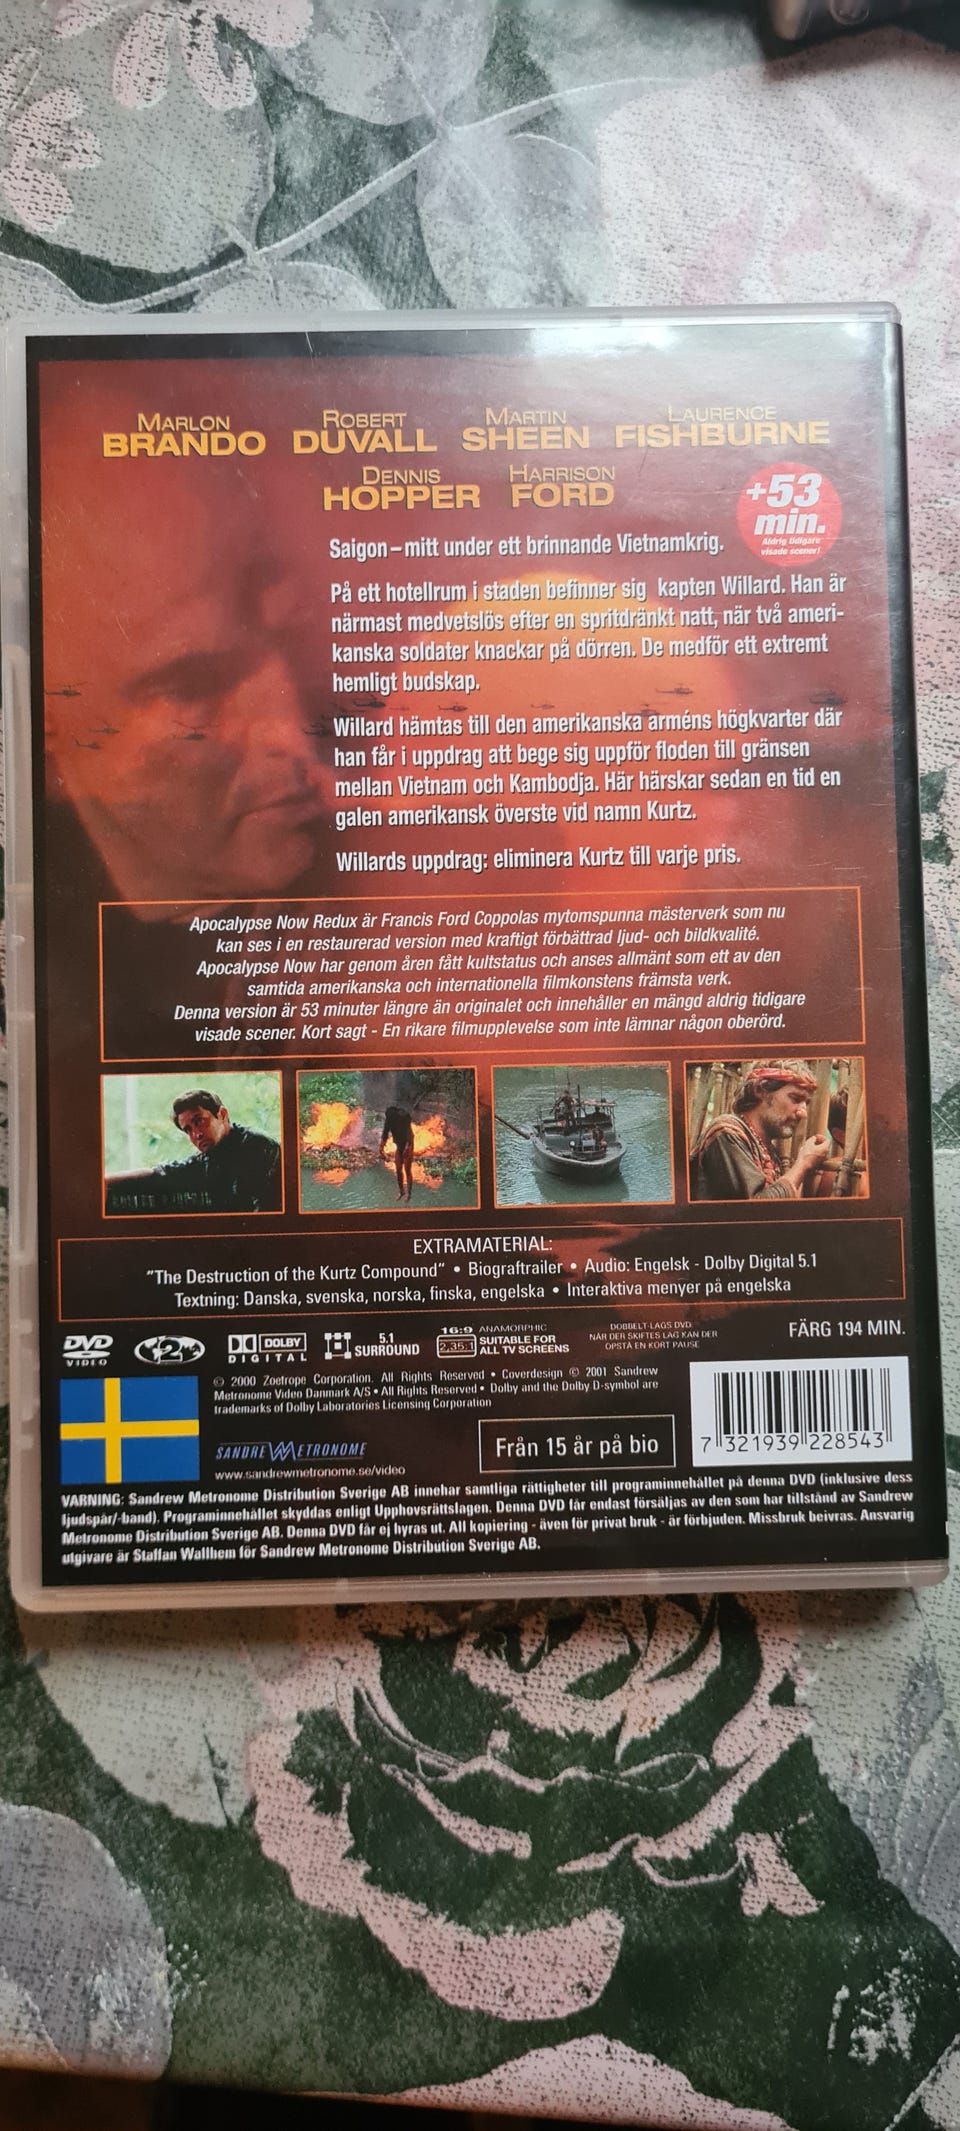 MARLON BRANDO ROBERT DUVALL MARTIN SHEEN LAURENCE FISHBURNE
DENNIS HOPPER HARRISON FORD
+53
min.
Aldrig tidigare
visade scener!
Saigon – mitt under ett brinnande Vietnamkrig.
På ett hotellrum i staden befinner sig kapten Willard. Han är
närmast medvetslös efter en spritdränkt natt, när två ameri-
kanska soldater knackar på dörren. De medför ett extremt
hemligt budskap.
Willard hämtas till den amerikanska arméns högkvarter där
han får i uppdrag att bege sig uppför floden till gränsen
mellan Vietnam och Kambodja. Här härskar sedan en tid en
galen amerikansk överste vid namn Kurtz.
Willards uppdrag: eliminera Kurtz till varje pris.
Apocalypse Now Redux är Francis Ford Coppolas mytomspunna mästerverk som nu
kan ses i en restaurerad version med kraftigt förbättrad ljud- och bildkvalité.
Apocalypse Now har genom åren fått kultstatus och anses allmänt som ett av den
samtida amerikanska och internationella filmkonstens främsta verk.
Denna version är 53 minuter längre än originalet och innehåller en mängd aldrig tidigare
visade scener. Kort sagt - En rikare filmupplevelse som inte lämnar någon oberörd.
EXTRAMATERIAL:
"The Destruction of the Kurtz Compound" • Biograftrailer • Audio: Engelsk - Dolby Digital 5.1
Textning: Danska, svenska, norska, finska, engelska • Interaktiva menyer på engelska
DVD
VIDEO
2
DOLBY
DIGITAL
5.1
SURROUND
16:9 ANAMORPHIC
2,35:1 SUITABLE FOR
ALL TV SCREENS
DOBBELT-LAGS DVD.
NÅR DER SKIFTES LAG KAN DER
OPSTÅ EN KORT PAUSE
FÄRG 194 MIN.
© 2000 Zoetrope Corporation. All Rights Reserved • Coverdesign © 2001 Sandrew
Metronome Video Danmark A/S • All Rights Reserved • Dolby and the Dolby D-symbol are
trademarks of Dolby Laboratories Licensing Corporation
SANDREW METRONOME
www.sandrewmetronome.se/video
Från 15 år på bio
7 321939 228543
VARNING: Sandrew Metronome Distribution Sverige AB innehar samtliga rättigheter till programinnehållet på denna DVD (inklusive dess
ljudspår/-band). Programinnehållet skyddas enligt Upphovsrättslagen. Denna DVD får endast försäljas av den som har tillstånd av Sandrew
Metronome Distribution Sverige AB. Denna DVD får ej hyras ut. All kopiering - även för privat bruk - är förbjuden. Missbruk beivras. Ansvarig
utgivare är Staffan Wallhem för Sandrew Metronome Distribution Sverige AB.